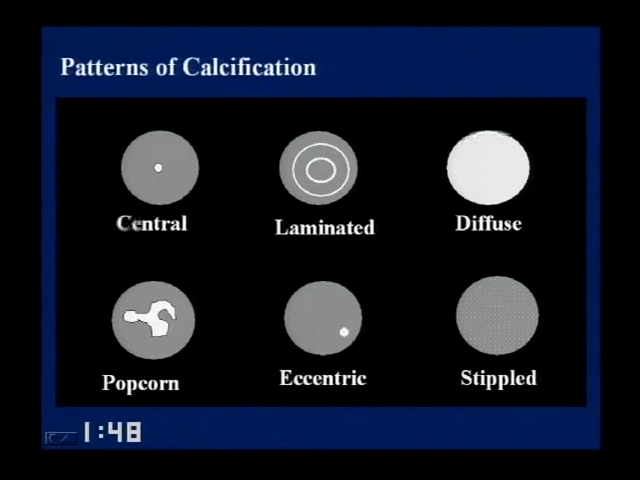 Patterns of Calcification
Central
Laminated
Diffuse
Popcorn
Eccentric
Stippled
1:48